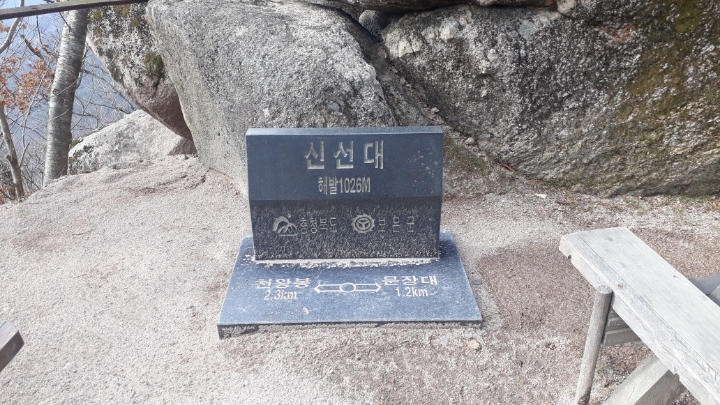 신선대
해발1026M
충청북도 보은군
천왕봉 문장대
2.3km 1.2km